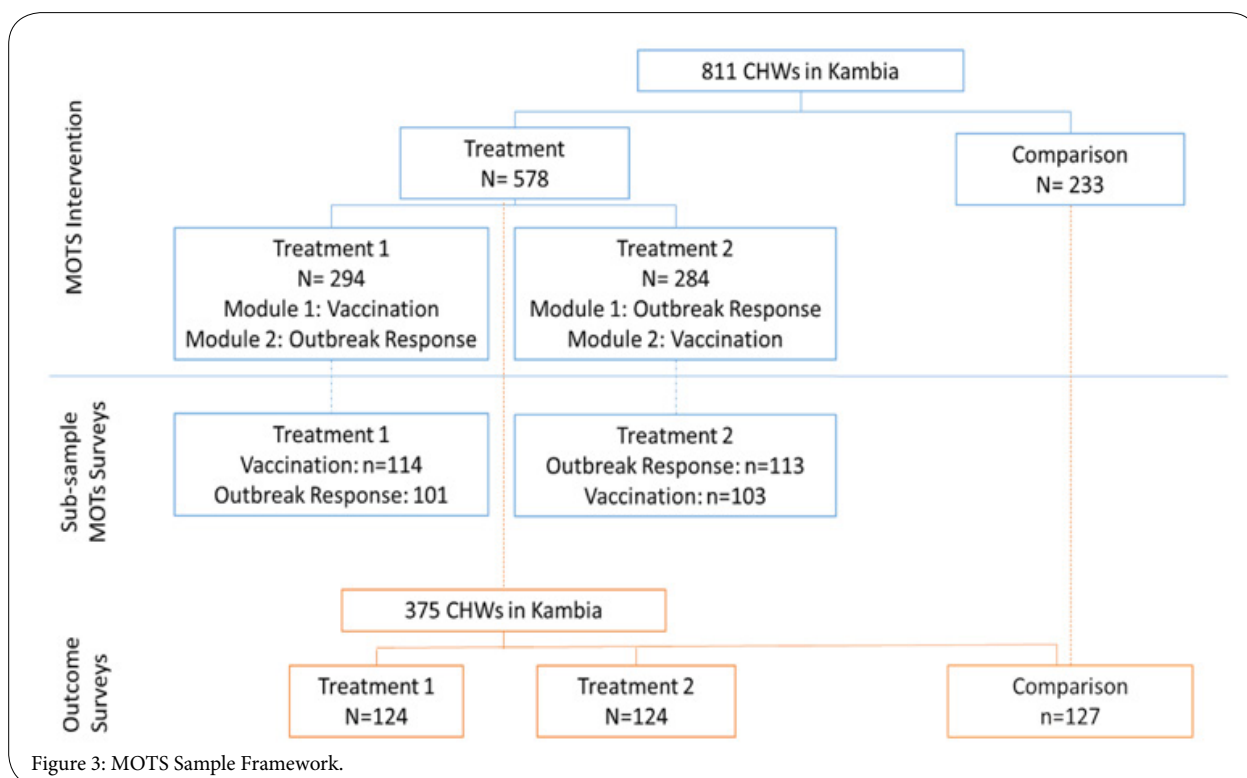 MOTS Intervention
811 CHWs in Kambia
Treatment
N= 578
Comparison
N= 233
Treatment 1
N= 294
Module 1: Vaccination
Module 2: Outbreak Response
Treatment 2
N= 284
Module 1: Outbreak Response
Module 2: Vaccination
Sub-sample
MOTs Surveys
Treatment 1
Vaccination: n=114
Outbreak Response: 101
Treatment 2
Outbreak Response: n=113
Vaccination: n=103
Outcome
Surveys
375 CHWs in Kambia
Treatment 1
N=124
Treatment 2
N=124
Comparison
n=127
Figure 3: MOTS Sample Framework.